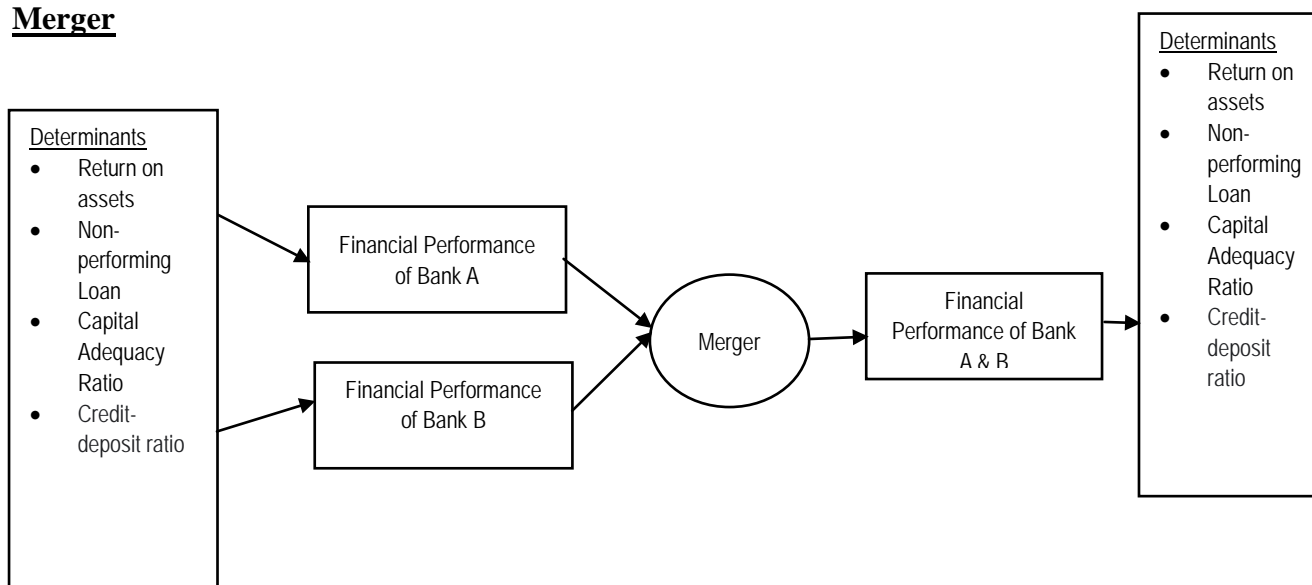 Merger
Determinants
• Return on
assets
• Non-
performing
Loan
• Capital
Adequacy
Ratio
• Credit-
deposit ratio
Financial Performance
of Bank A
Financial Performance
of Bank B
Merger
Financial
Performance of Bank
A & B
Determinants
• Return on
assets
• Non-
performing
Loan
• Capital
Adequacy
Ratio
• Credit-
deposit
ratio